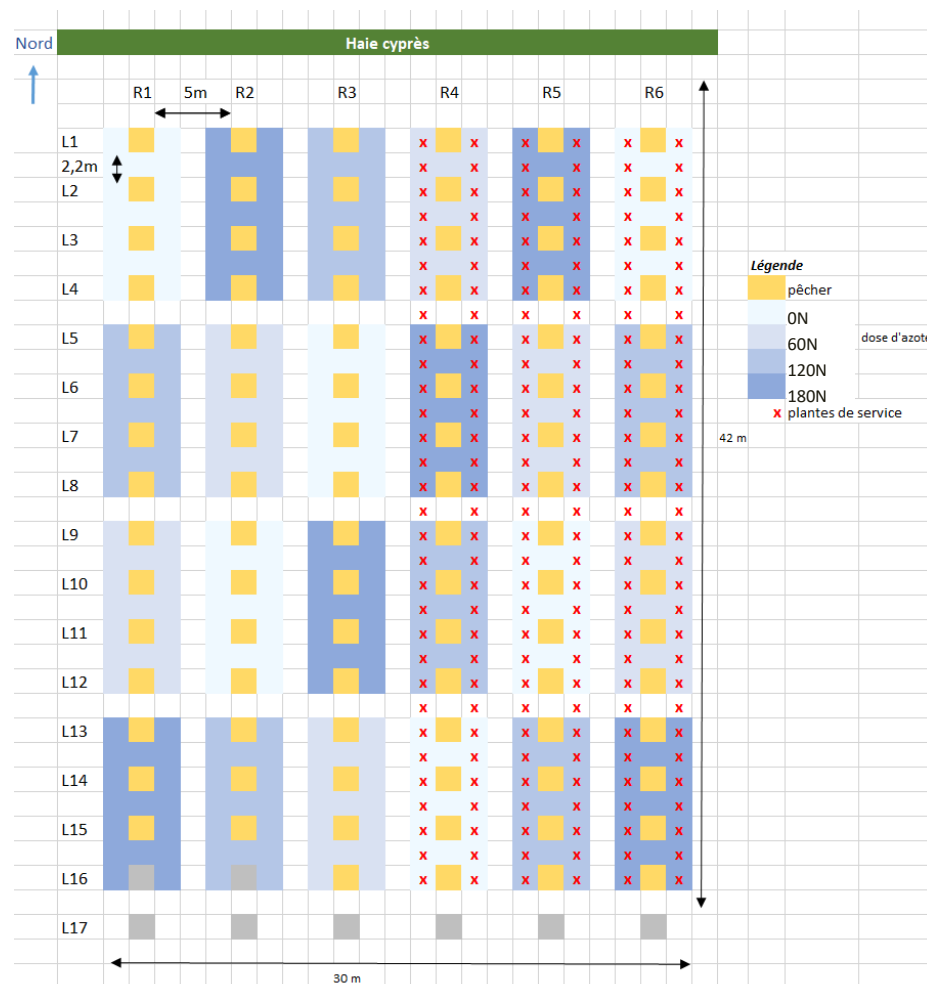 Nord
Haie cyprès
R1 5m R2 R3 R4 R5 R6
L1
2,2m
L2
L3
L4
L5
L6
L7
L8
L9
L10
L11
L12
L13
L14
L15
L16
L17
30 m
42 m
Légende
pêcher
0N
60N
120N
180N
x plantes de service
dose d'azote